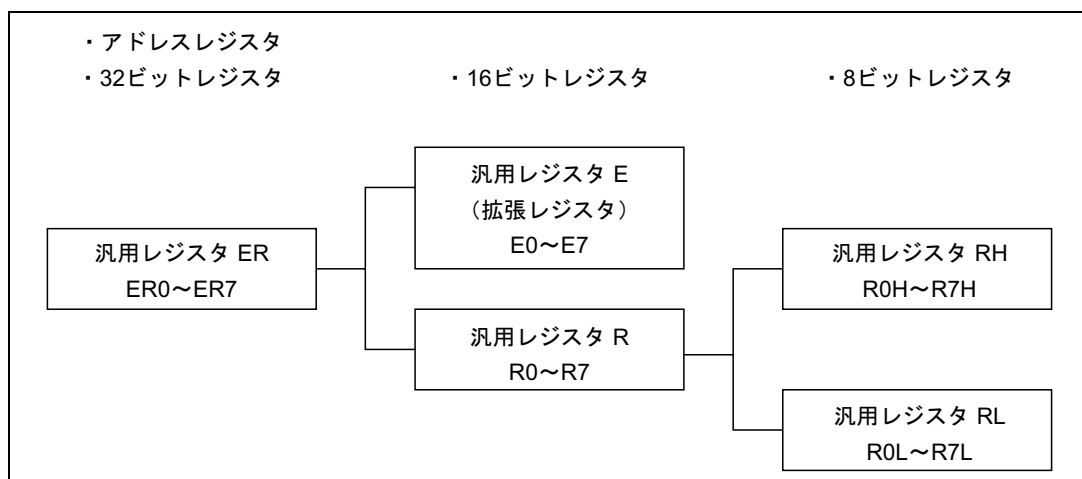 ・アドレスレジスタ
・32ビットレジスタ
・16ビットレジスタ
・8ビットレジスタ
汎用レジスタ ER
ER0～ER7
汎用レジスタ E
（拡張レジスタ）
E0～E7
汎用レジスタ R
R0～R7
汎用レジスタ RH
R0H～R7H
汎用レジスタ RL
R0L～R7L